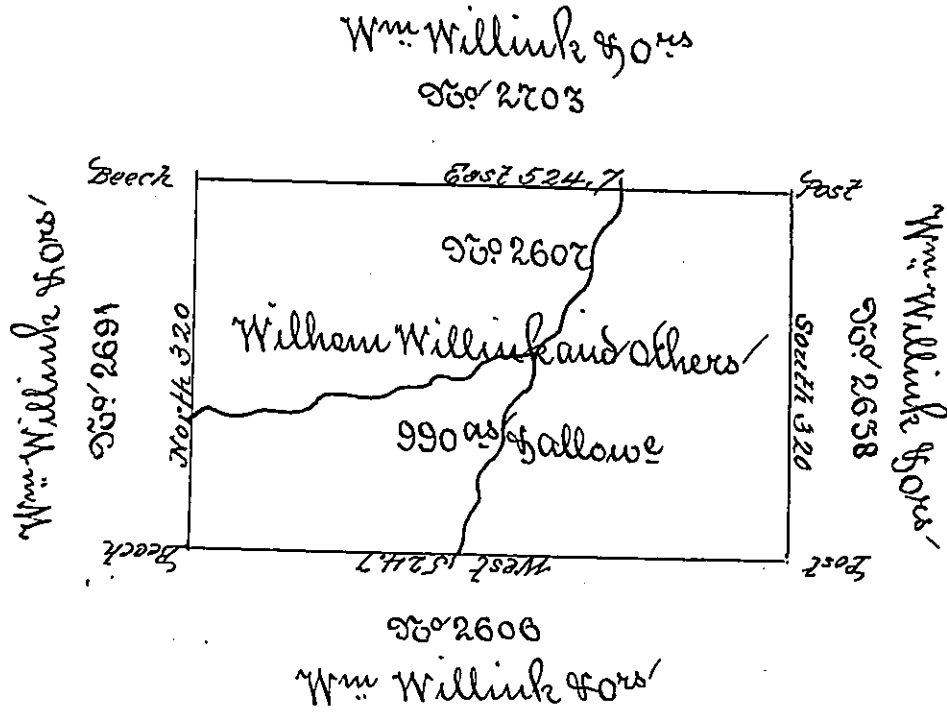 Wm Willink & Ors
No 2703
Beech
East 524.7
Post
No 2607
Wm Willink & Ors
No 2691
North 320
William Willink and Others
990 as & allowe
South 320
No 2658
Wm Willink & Ors
Beech
West 524.7
Post
No 2606
Wm Willink & Ors